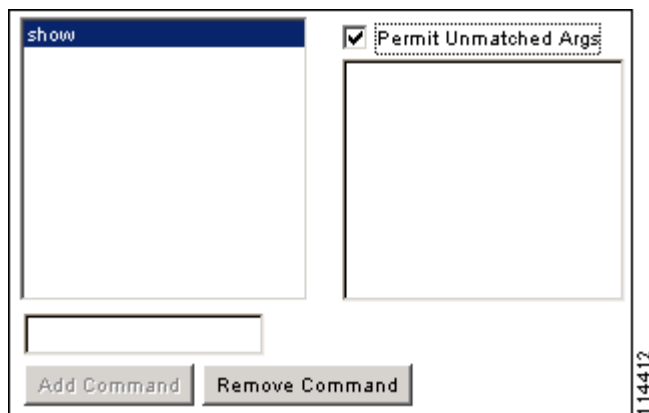 show
Permit Unmatched Args
Add Command
Remove Command
114412